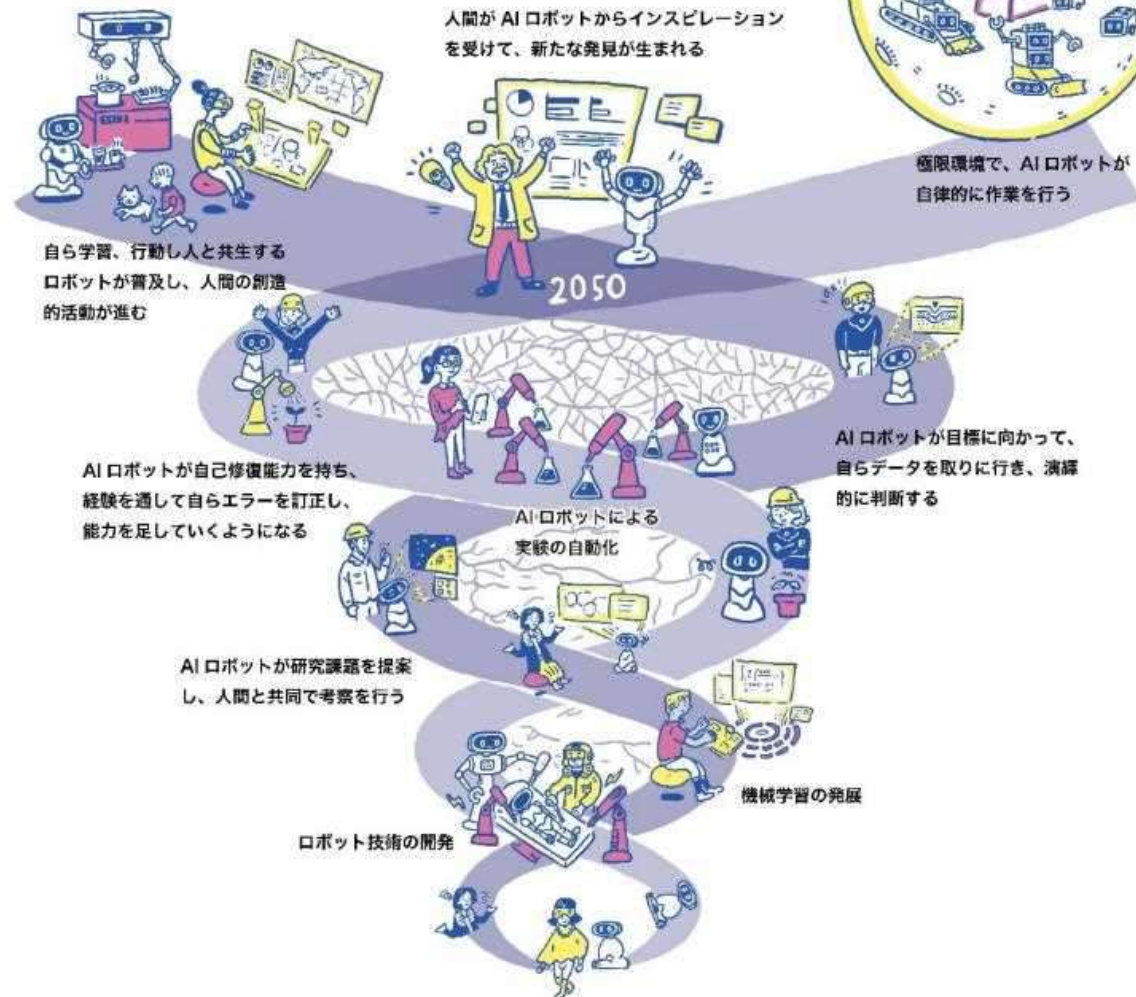 人間が AI ロボットからインスピレーション
を受けて、新たな発見が生まれる
極限環境で、AI ロボットが
自律的に作業を行う
自ら学習、行動し人と共生する
ロボットが普及し、人間の創造
的活動が進む
2050
AI ロボットが目標に向かって、
自らデータを取りに行き、演繹
的に判断する
AI ロボットが自己修復能力を持ち、
経験を通して自らエラーを訂正し、
能力を足していくようになる
AI ロボットによる
実験の自動化
AI ロボットが研究課題を提案
し、人間と共同で考察を行う
機械学習の発展
ロボット技術の開発